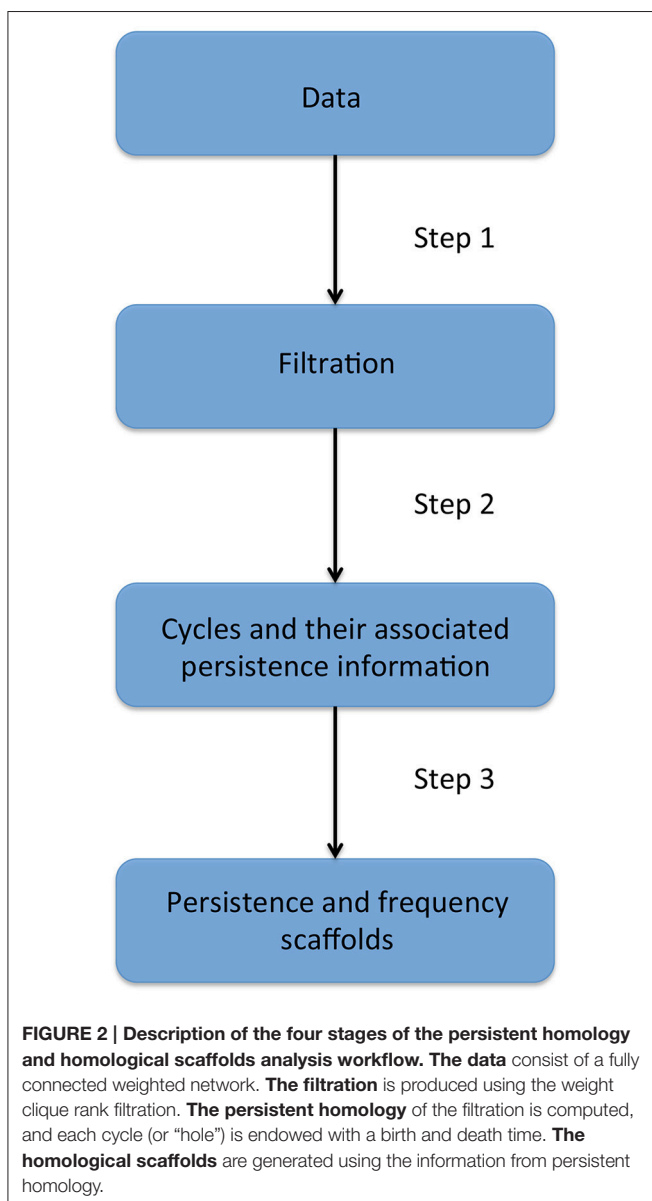 Data
Step 1
Filtration
Step 2
Cycles and their associated
persistence information
Step 3
Persistence and frequency
scaffolds
FIGURE 2 | Description of the four stages of the persistent homology
and homological scaffolds analysis workflow. The data consist of a fully
connected weighted network. The filtration is produced using the weight
clique rank filtration. The persistent homology of the filtration is computed,
and each cycle (or “hole”) is endowed with a birth and death time. The
homological scaffolds are generated using the information from persistent
homology.